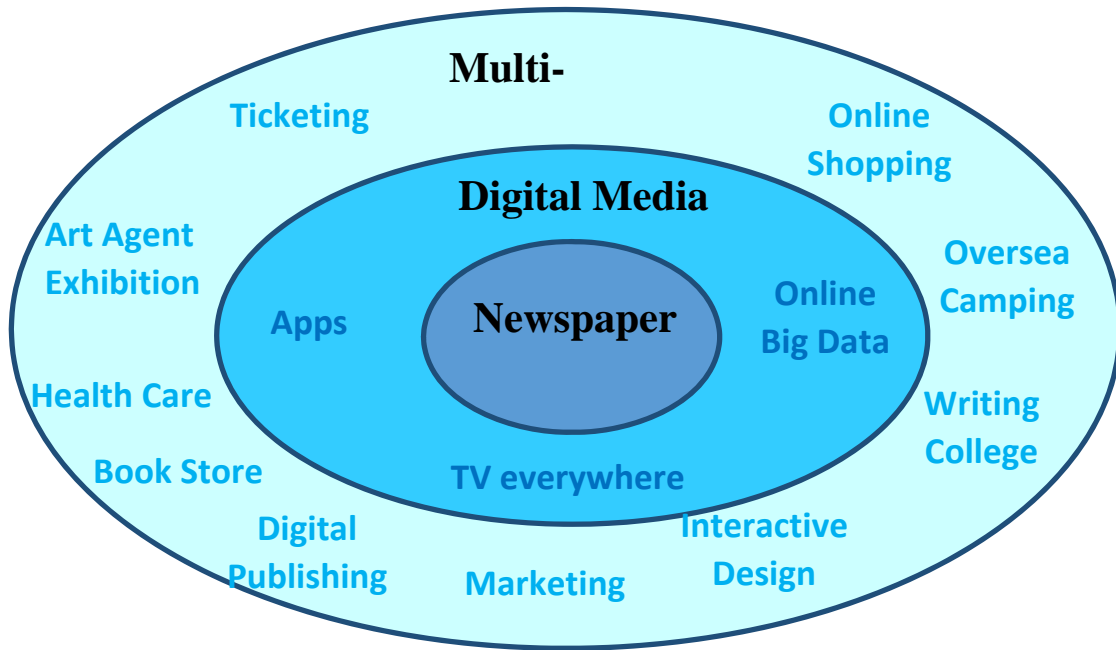 Multi-
Ticketing
Online
Shopping
Digital Media
Art Agent
Exhibition
Oversea
Camping
Apps
Newspaper
Online
Big Data
Health Care
Writing
College
Book Store
TV everywhere
Digital
Publishing
Marketing
Interactive
Design